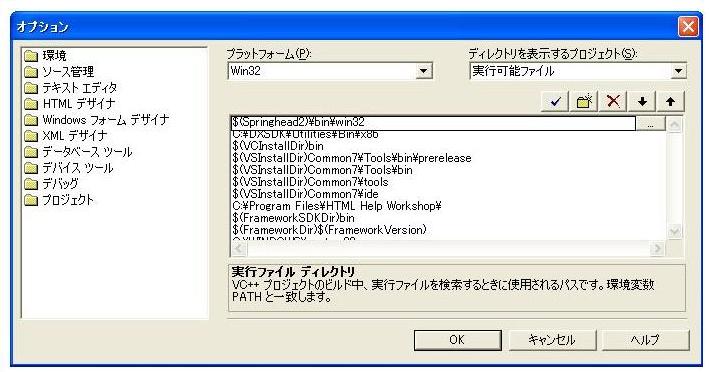 オプション
環境
ソース管理
テキスト エディタ
HTML デザイナ
Windows フォーム デザイナ
XML デザイナ
データベース ツール
デバイス ツール
デバッグ
プロジェクト
プラットフォーム(P):
Win32
ディレクトリを表示するプロジェクト(S):
実行可能ファイル
$(Springhead2)¥bin¥win32
...
C:¥DXSDK¥Utilities¥Bin¥x86
$(VCInstallDir)bin
$(VSInstallDir)Common7¥Tools¥bin¥prerelease
$(VSInstallDir)Common7¥Tools¥bin
$(VSInstallDir)Common7¥tools
$(VSInstallDir)Common7¥ide
C:¥Program Files¥HTML Help Workshop¥
$(FrameworkSDKDir)bin
$(FrameworkDir)$(FrameworkVersion)
実行ファイル ディレクトリ
VC++ プロジェクトのビルド中、実行ファイルを検索するときに使用されるパスです。環境変数
PATH と一致します。
OK
キャンセル
ヘルプ